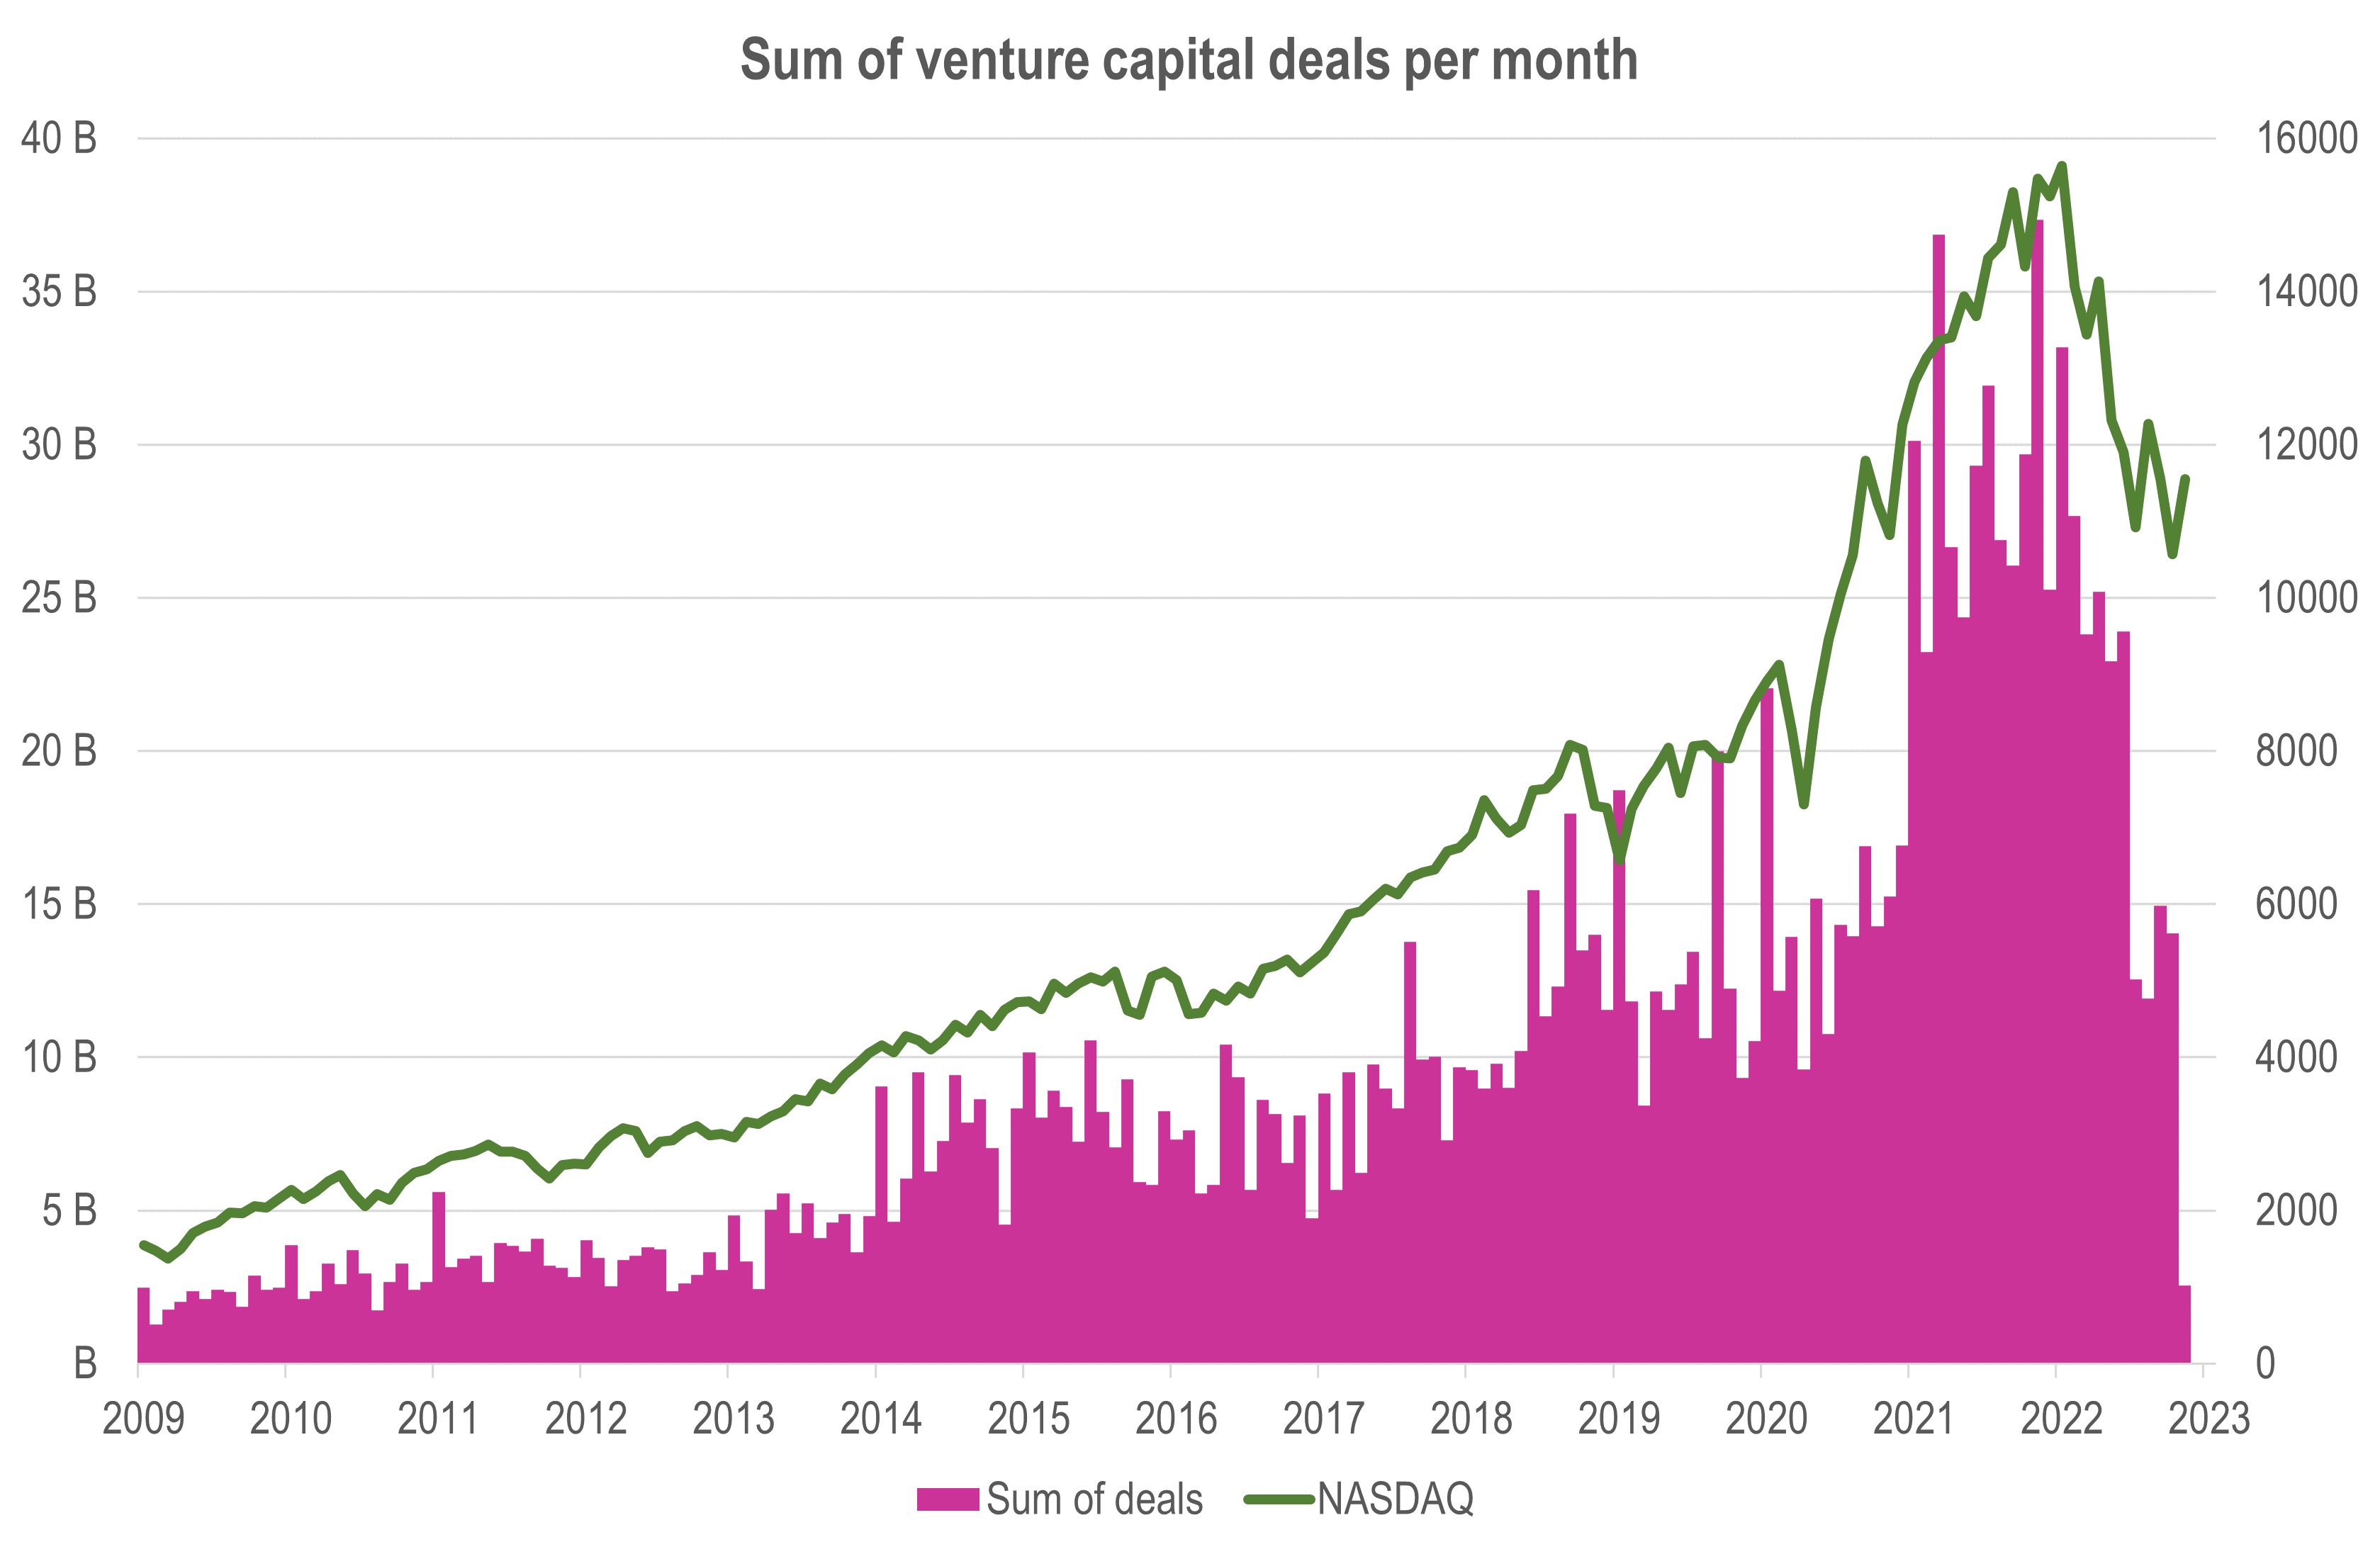 Sum of venture capital deals per month
40 B 16000
35 B 14000
30 B 12000
25 B 10000
20 B 8000
15 B 6000
10 B 4000
5 B 2000
B 0
2009 2010 2011 2012 2013 2014 2015 2016 2017 2018 2019 2020 2021 2022 2023
Sum of deals NASDAQ